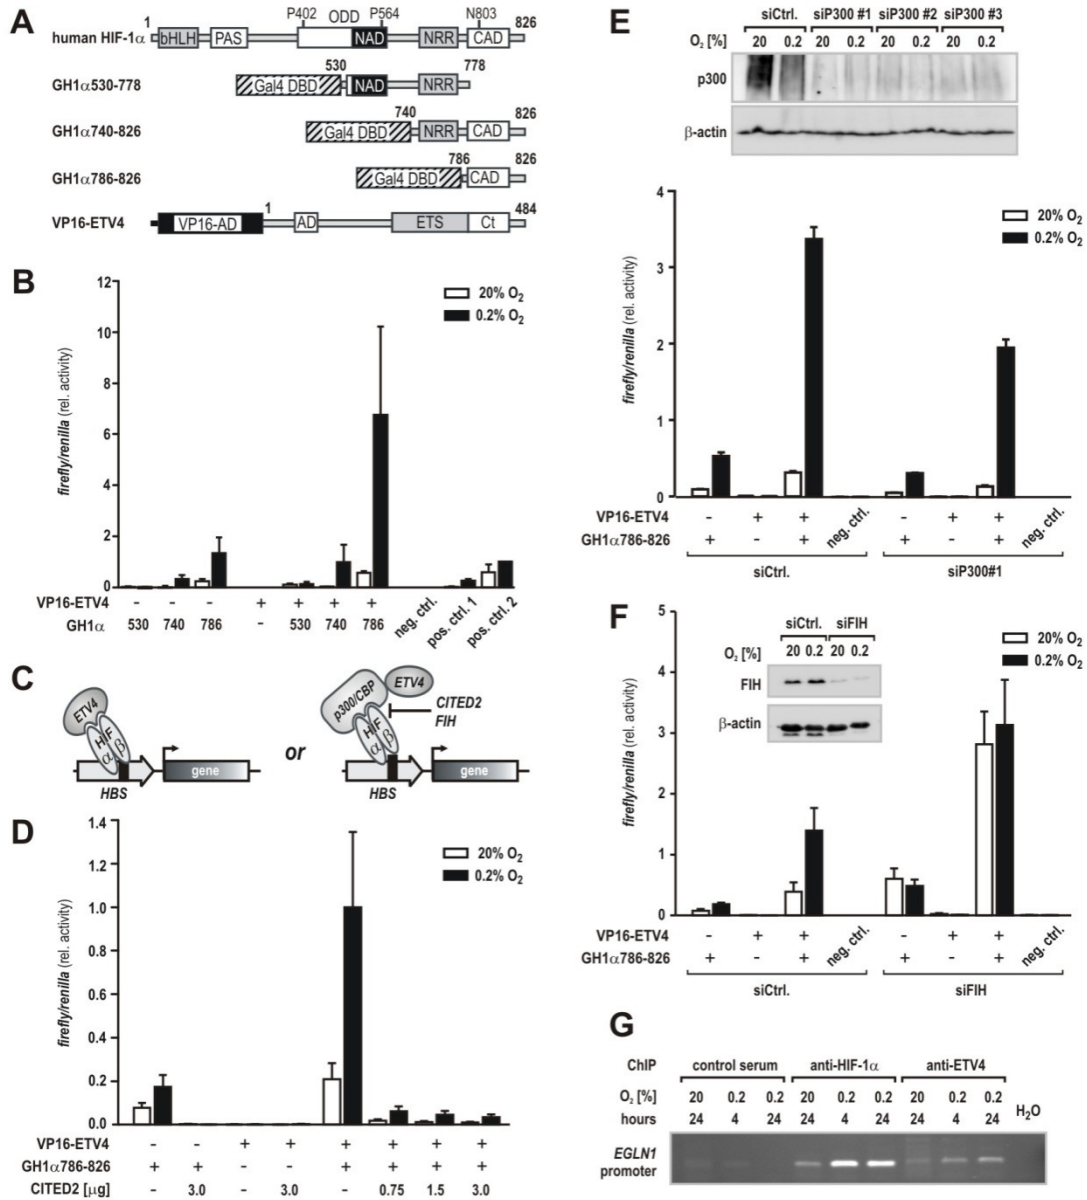 A
1 P402 ODD P564 N803 826
human HIF-1α bHLH PAS NAD NRR CAD
530 778
GH1α530-778 Gal4 DBD NAD NRR
740 826
GH1α740-826 Gal4 DBD NRR CAD
786 826
GH1α786-826 Gal4 DBD CAD
1 484
VP16-ETV4 VP16-AD AD ETS Ct
B
firefly/renilla (rel. activity)
12
10
8
6
4
2
0
20% O2
0.2% O2
VP16-ETV4 - - - + + + + neg. ctrl. pos. ctrl. 1 pos. ctrl. 2
GH1α 530 740 786 - 530 740 786
C
ETV4 HIF α β gene HBS
or
p300/CBP ETV4 CITED2 FIH HIF α β gene HBS
D
firefly/renilla (rel. activity)
1.4
1.2
1.0
0.8
0.6
0.4
0.2
0.0
20% O2
0.2% O2
VP16-ETV4 - - + + + + + +
GH1α786-826 + + - - + + + +
CITED2 [µg] - 3.0 - 3.0 - 0.75 1.5 3.0
E
siCtrl. siP300 #1 siP300 #2 siP300 #3
O2 [%] 20 0.2 20 0.2 20 0.2 20 0.2
p300
β-actin
firefly/renilla (rel. activity)
4
3
2
1
0
20% O2
0.2% O2
VP16-ETV4 - + + neg. ctrl. - + + neg. ctrl.
GH1α786-826 + - + + - +
siCtrl. siP300#1
F
firefly/renilla (rel. activity)
5
4
3
2
1
0
siCtrl. siFIH
O2 [%] 20 0.2 20 0.2
FIH
β-actin
20% O2
0.2% O2
VP16-ETV4 - + + neg. ctrl. - + + neg. ctrl.
GH1α786-826 + - + + - +
siCtrl. siFIH
G
ChIP control serum anti-HIF-1α anti-ETV4
O2 [%] 20 0.2 0.2 20 0.2 0.2 20 0.2 0.2
hours 24 4 24 24 4 24 24 4 24 H2O
EGLN1
promoter